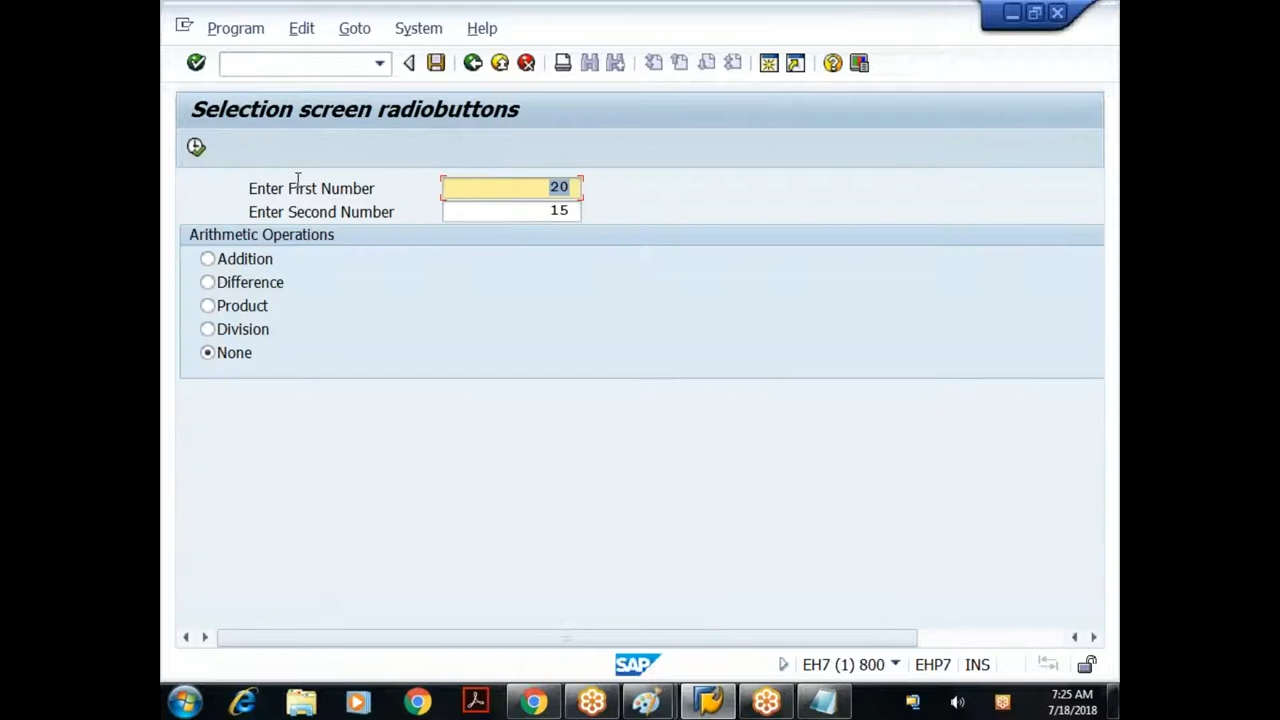 Program Edit Goto System Help
Selection screen radiobuttons
Enter First Number 20
Enter Second Number 15
Arithmetic Operations
Addition
Difference
Product
Division
None
SAP EH7 (1) 800 EHP7 INS
7:25 AM
7/18/2018